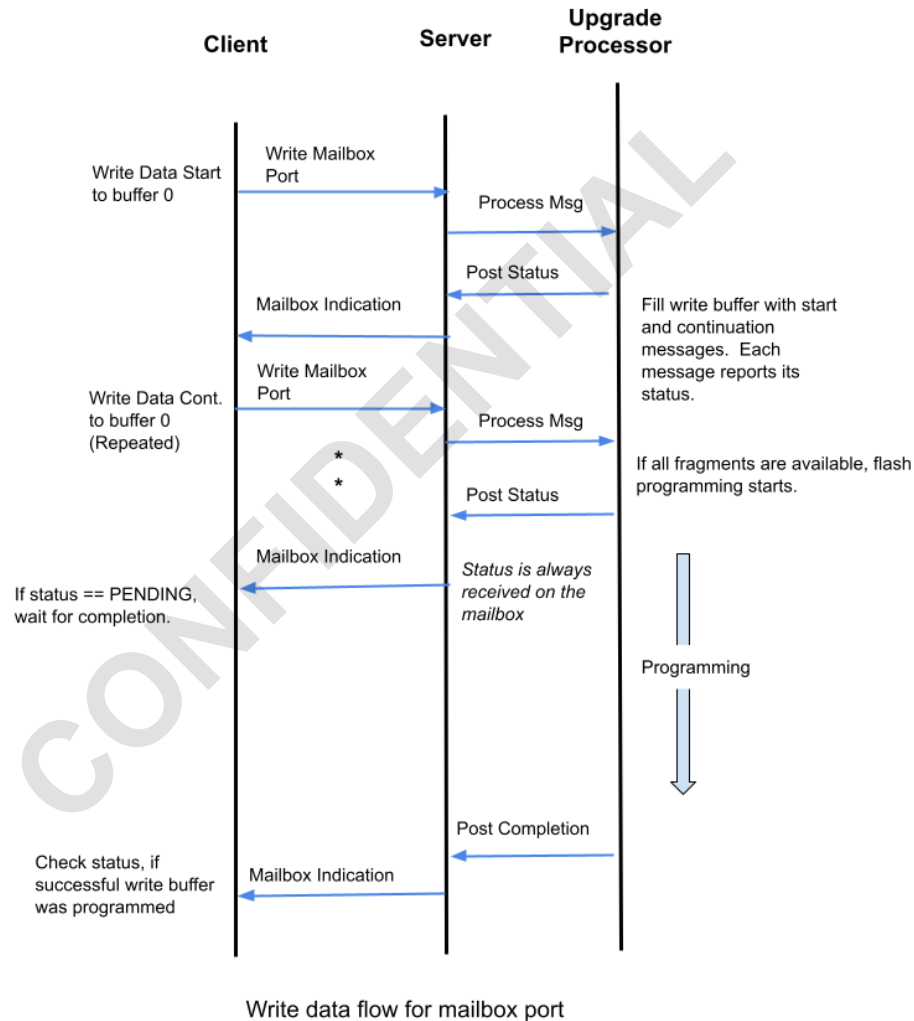 Client
Server
Upgrade
Processor
Write Data Start
to buffer 0
Write Mailbox
Port
Process Msg
Post Status
Mailbox Indication
Fill write buffer with start
and continuation
messages.  Each
message reports its
status.
Write Data Cont.
to buffer 0
(Repeated)
Write Mailbox
Port
Process Msg
*
*
If all fragments are available, flash
programming starts.
Post Status
Mailbox Indication
Status is always
received on the
mailbox
If status == PENDING,
wait for completion.
Programming
Post Completion
Check status, if
successful write buffer
was programmed
Mailbox Indication
Write data flow for mailbox port
CONFIDENTIAL